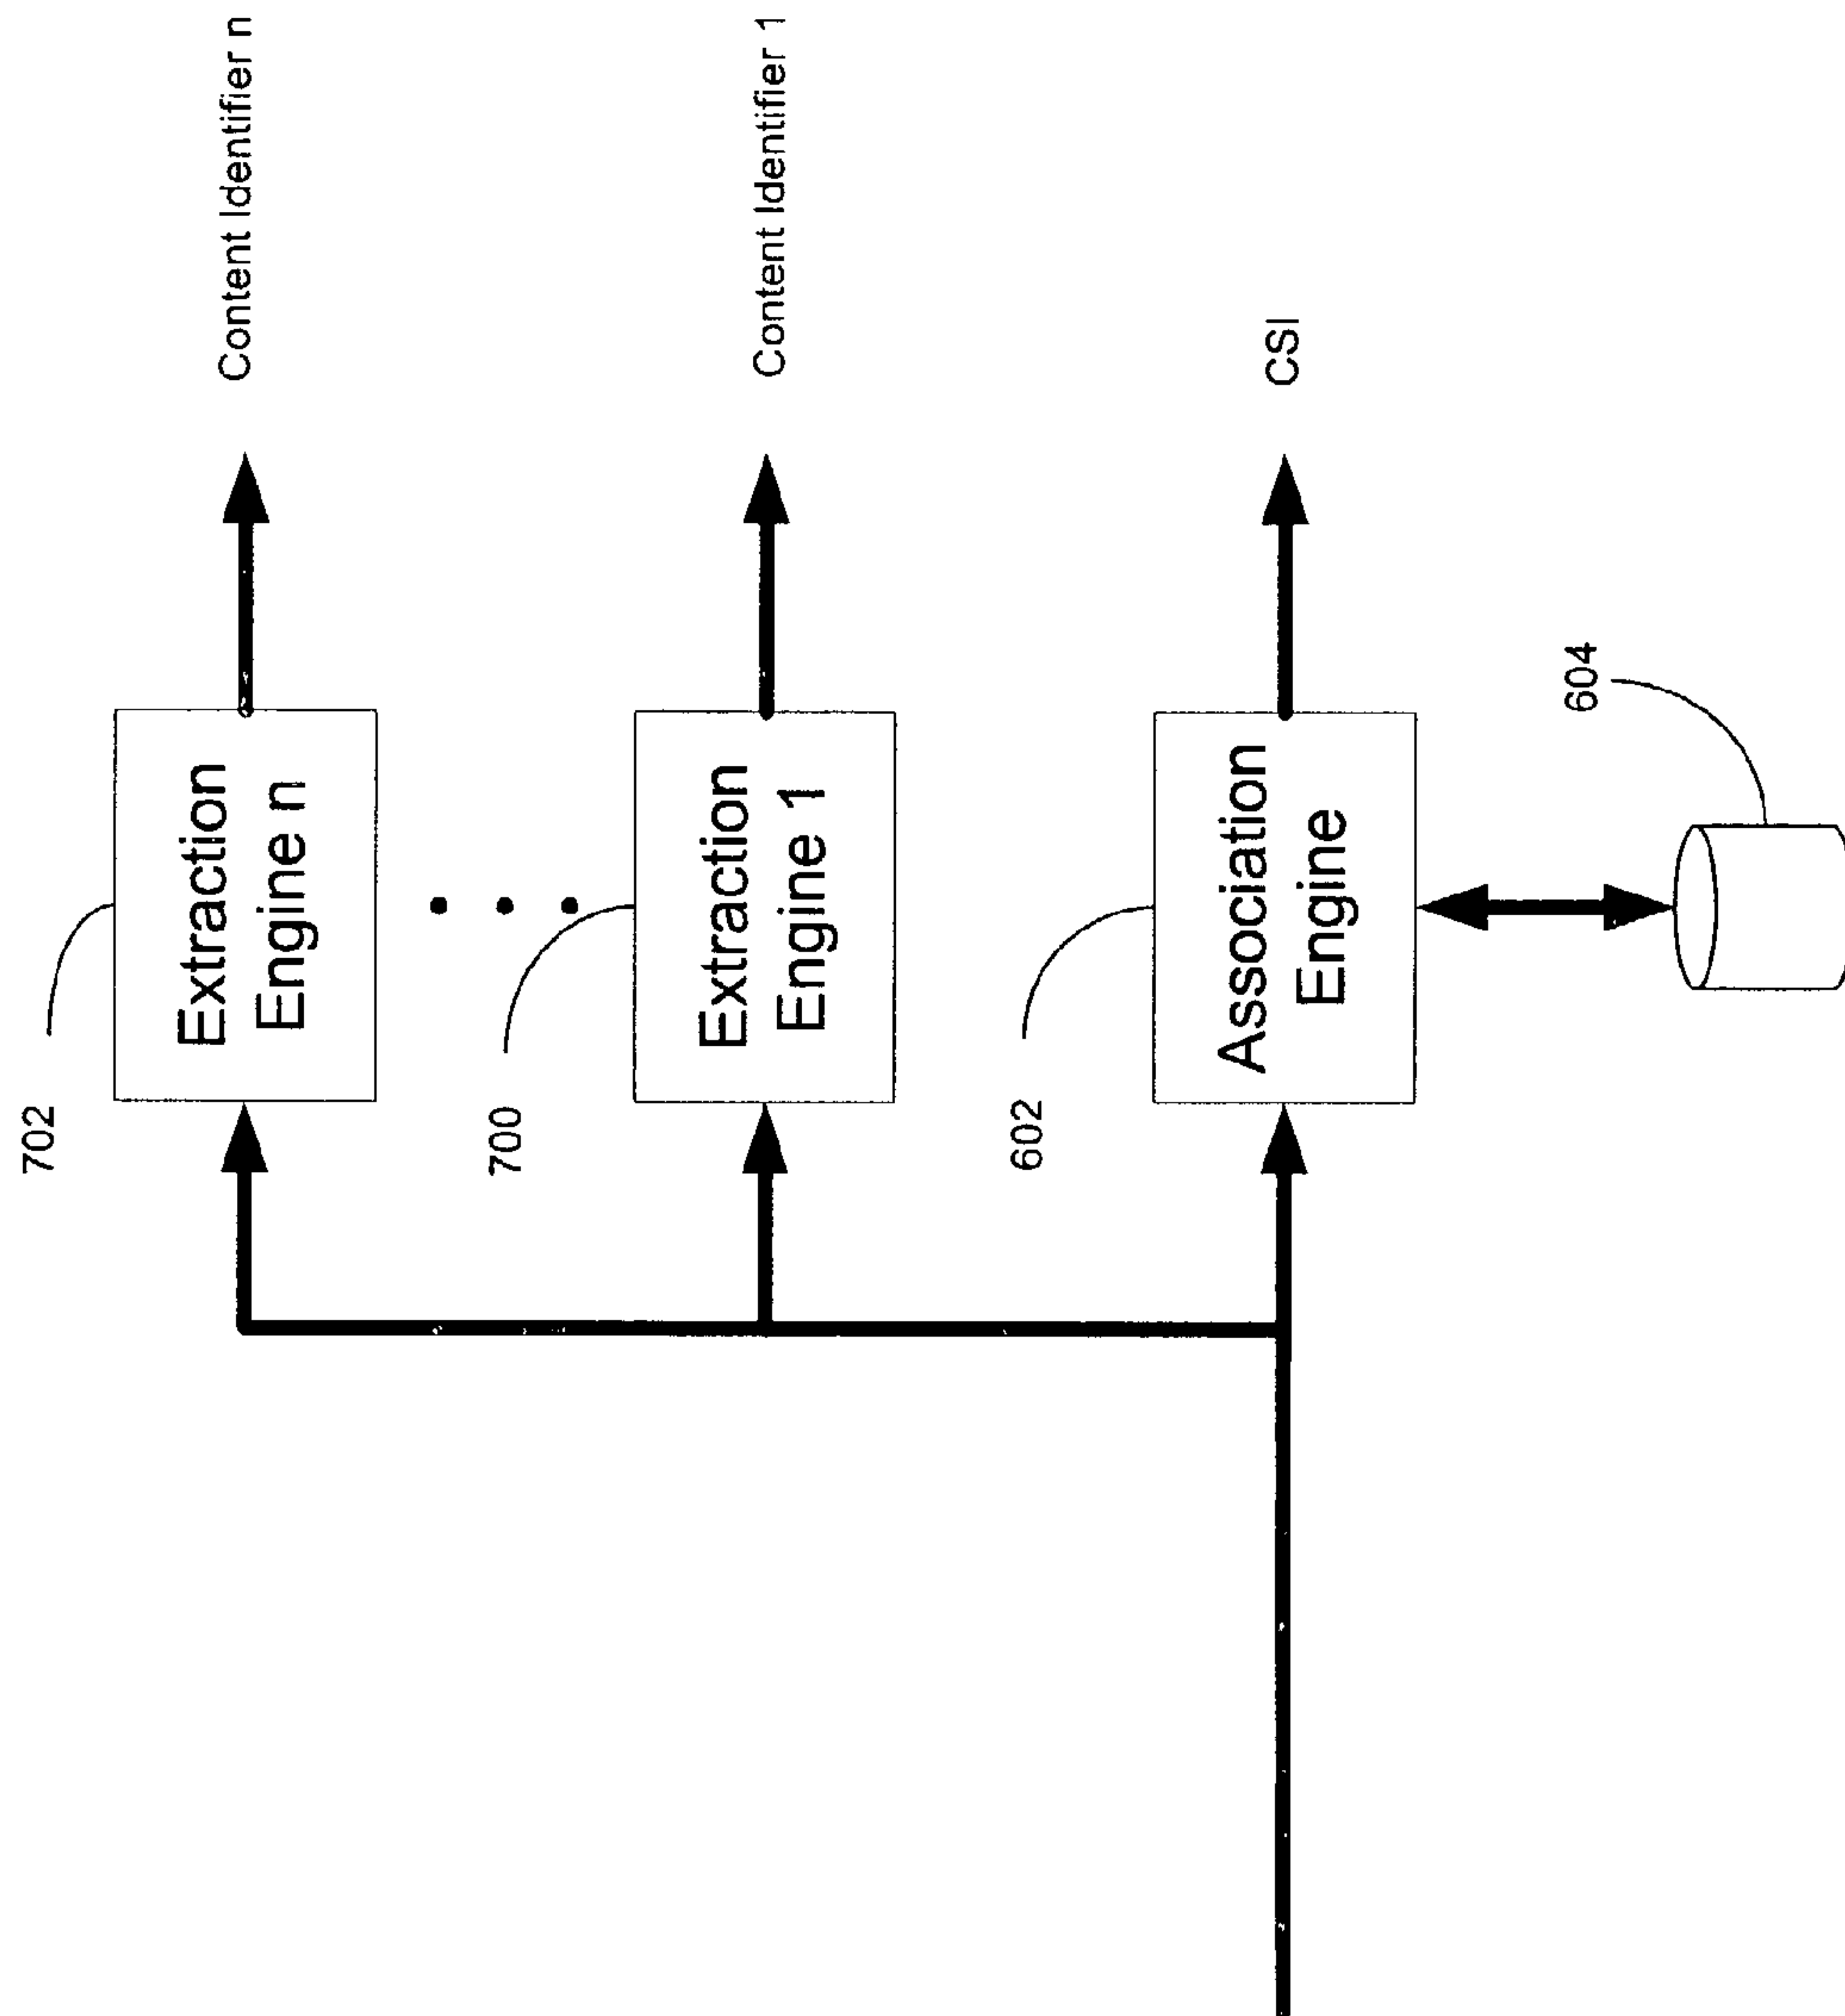 702
Extraction
Engine n
Content Identifier n
700
Extraction
Engine 1
Content Identifier 1
602
Association
Engine
CSI
604